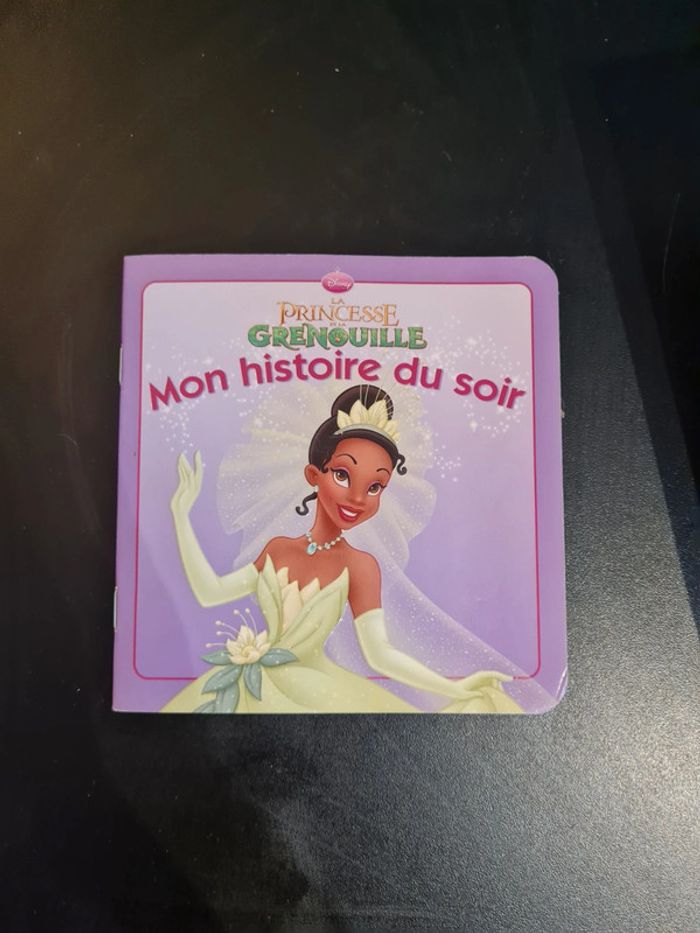 Disney
LA
PRINCESSE
ET LA
GRENOUILLE
Mon histoire du soir